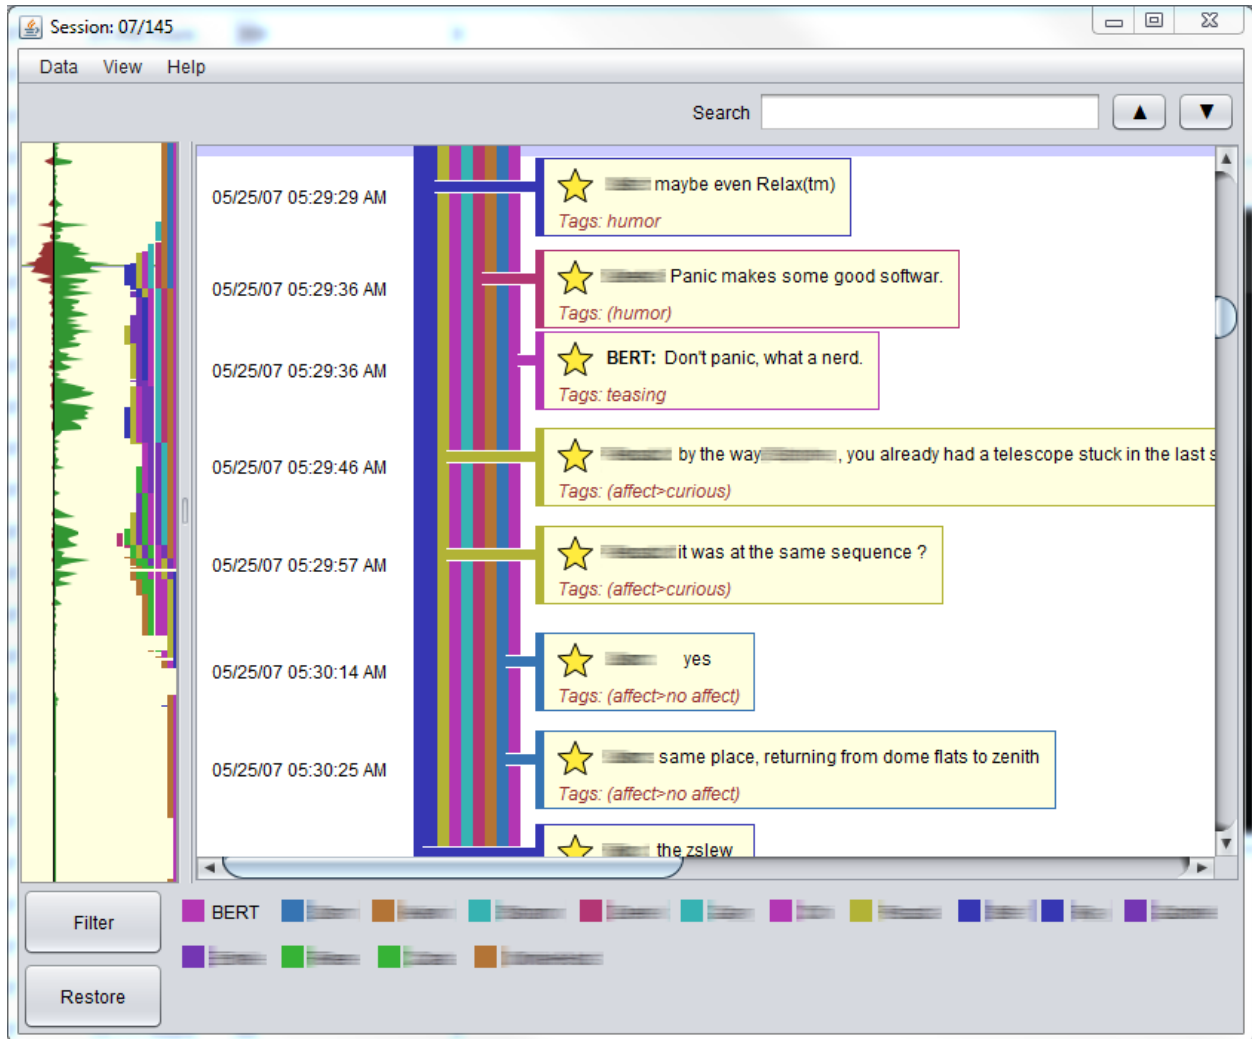 Session: 07/145
Data View Help
Search
05/25/07 05:29:29 AM
maybe even Relax(tm)
Tags: humor
05/25/07 05:29:36 AM
Panic makes some good softwar.
Tags: (humor)
05/25/07 05:29:36 AM
BERT: Don't panic, what a nerd.
Tags: teasing
05/25/07 05:29:46 AM
by the way , you already had a telescope stuck in the last s
Tags: (affect>curious)
05/25/07 05:29:57 AM
it was at the same sequence ?
Tags: (affect>curious)
05/25/07 05:30:14 AM
yes
Tags: (affect>no affect)
05/25/07 05:30:25 AM
same place, returning from dome flats to zenith
Tags: (affect>no affect)
the zslew
Filter
BERT
Restore